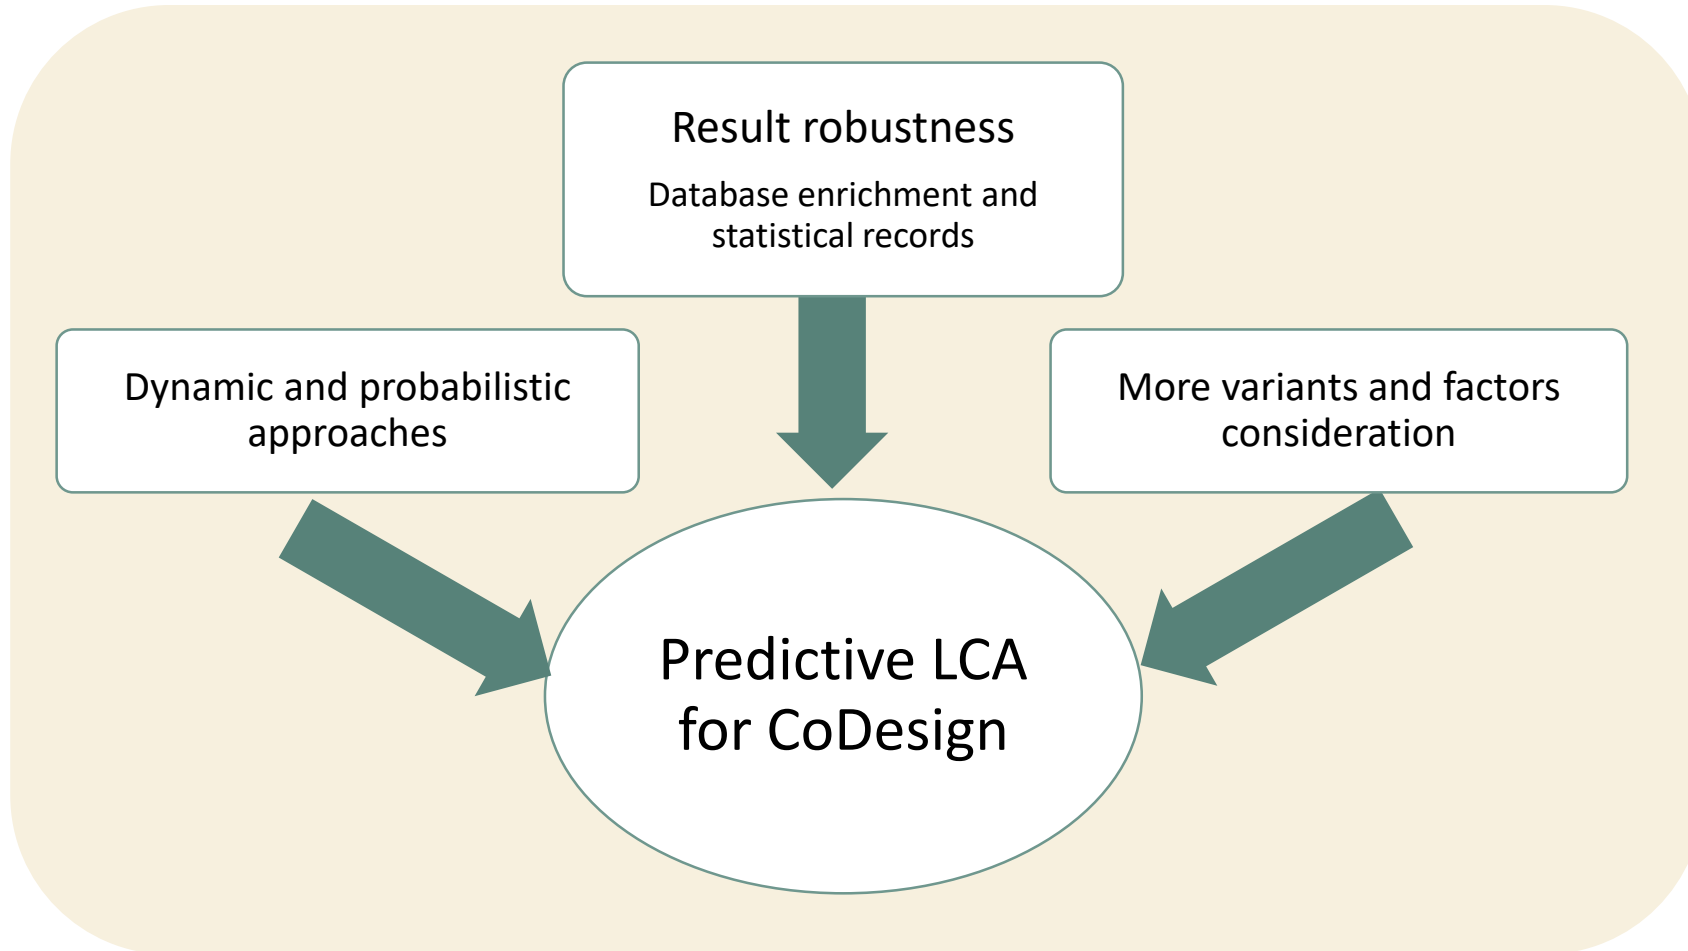 Result robustness
Database enrichment and
statistical records
Dynamic and probabilistic
approaches
More variants and factors
consideration
Predictive LCA
for CoDesign